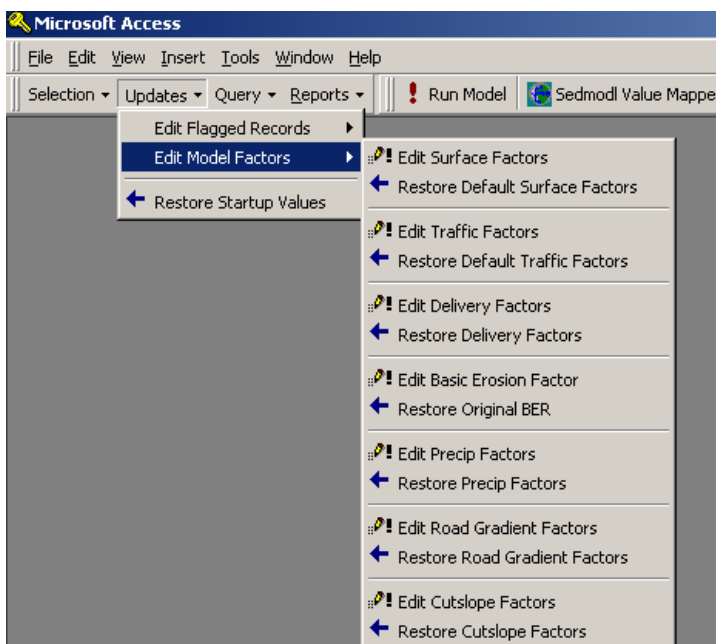 Microsoft Access
File Edit View Insert Tools Window Help
Selection Updates Query Reports Run Model Sedmodl Value Mappe
Edit Flagged Records
Edit Model Factors
Restore Startup Values
Edit Surface Factors
Restore Default Surface Factors
Edit Traffic Factors
Restore Default Traffic Factors
Edit Delivery Factors
Restore Delivery Factors
Edit Basic Erosion Factor
Restore Original BER
Edit Precip Factors
Restore Precip Factors
Edit Road Gradient Factors
Restore Road Gradient Factors
Edit Cutslope Factors
Restore Cutslope Factors